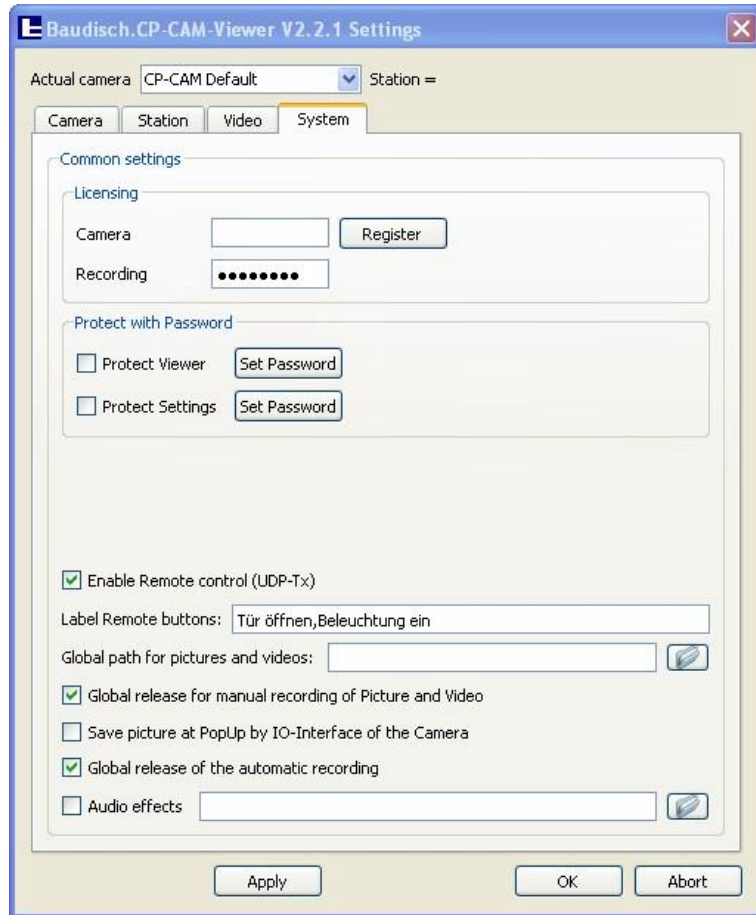 Baudisch.CP-CAM-Viewer V2.2.1 Settings
Actual camera CP-CAM Default Station =
Camera Station Video System
Common settings
Licensing
Camera Register
Recording ●●●●●●●●
Protect with Password
Protect Viewer Set Password
Protect Settings Set Password
Enable Remote control (UDP-Tx)
Label Remote buttons: Tür öffnen,Beleuchtung ein
Global path for pictures and videos:
Global release for manual recording of Picture and Video
Save picture at PopUp by IO-Interface of the Camera
Global release of the automatic recording
Audio effects
Apply OK Abort